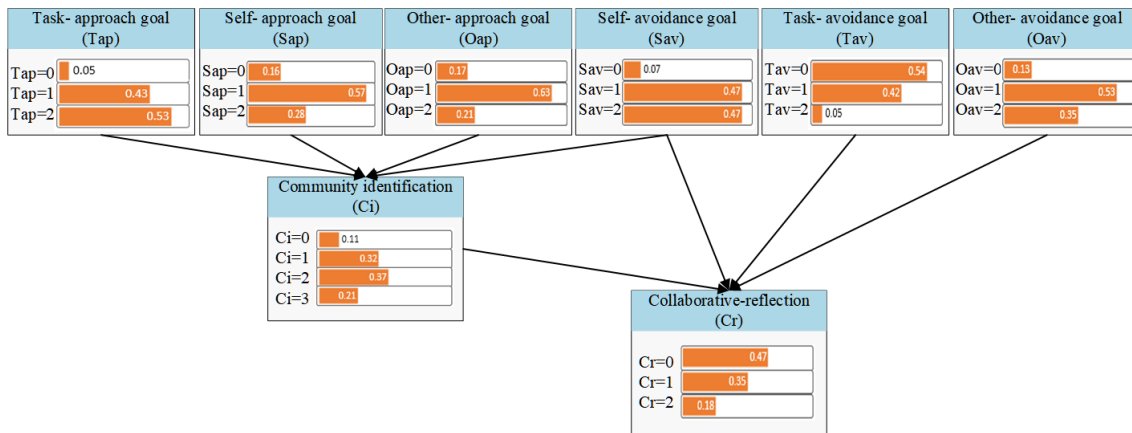 Task- approach goal
(Tap)
Tap=0 0.05
Tap=1 0.43
Tap=2 0.53
Self- approach goal
(Sap)
Sap=0 0.16
Sap=1 0.57
Sap=2 0.28
Other- approach goal
(Oap)
Oap=0 0.17
Oap=1 0.63
Oap=2 0.21
Self- avoidance goal
(Sav)
Sav=0 0.07
Sav=1 0.47
Sav=2 0.47
Task- avoidance goal
(Tav)
Tav=0 0.54
Tav=1 0.42
Tav=2 0.05
Other- avoidance goal
(Oav)
Oav=0 0.13
Oav=1 0.53
Oav=2 0.35
Community identification
(Ci)
Ci=0 0.11
Ci=1 0.32
Ci=2 0.37
Ci=3 0.21
Collaborative-reflection
(Cr)
Cr=0 0.47
Cr=1 0.35
Cr=2 0.18